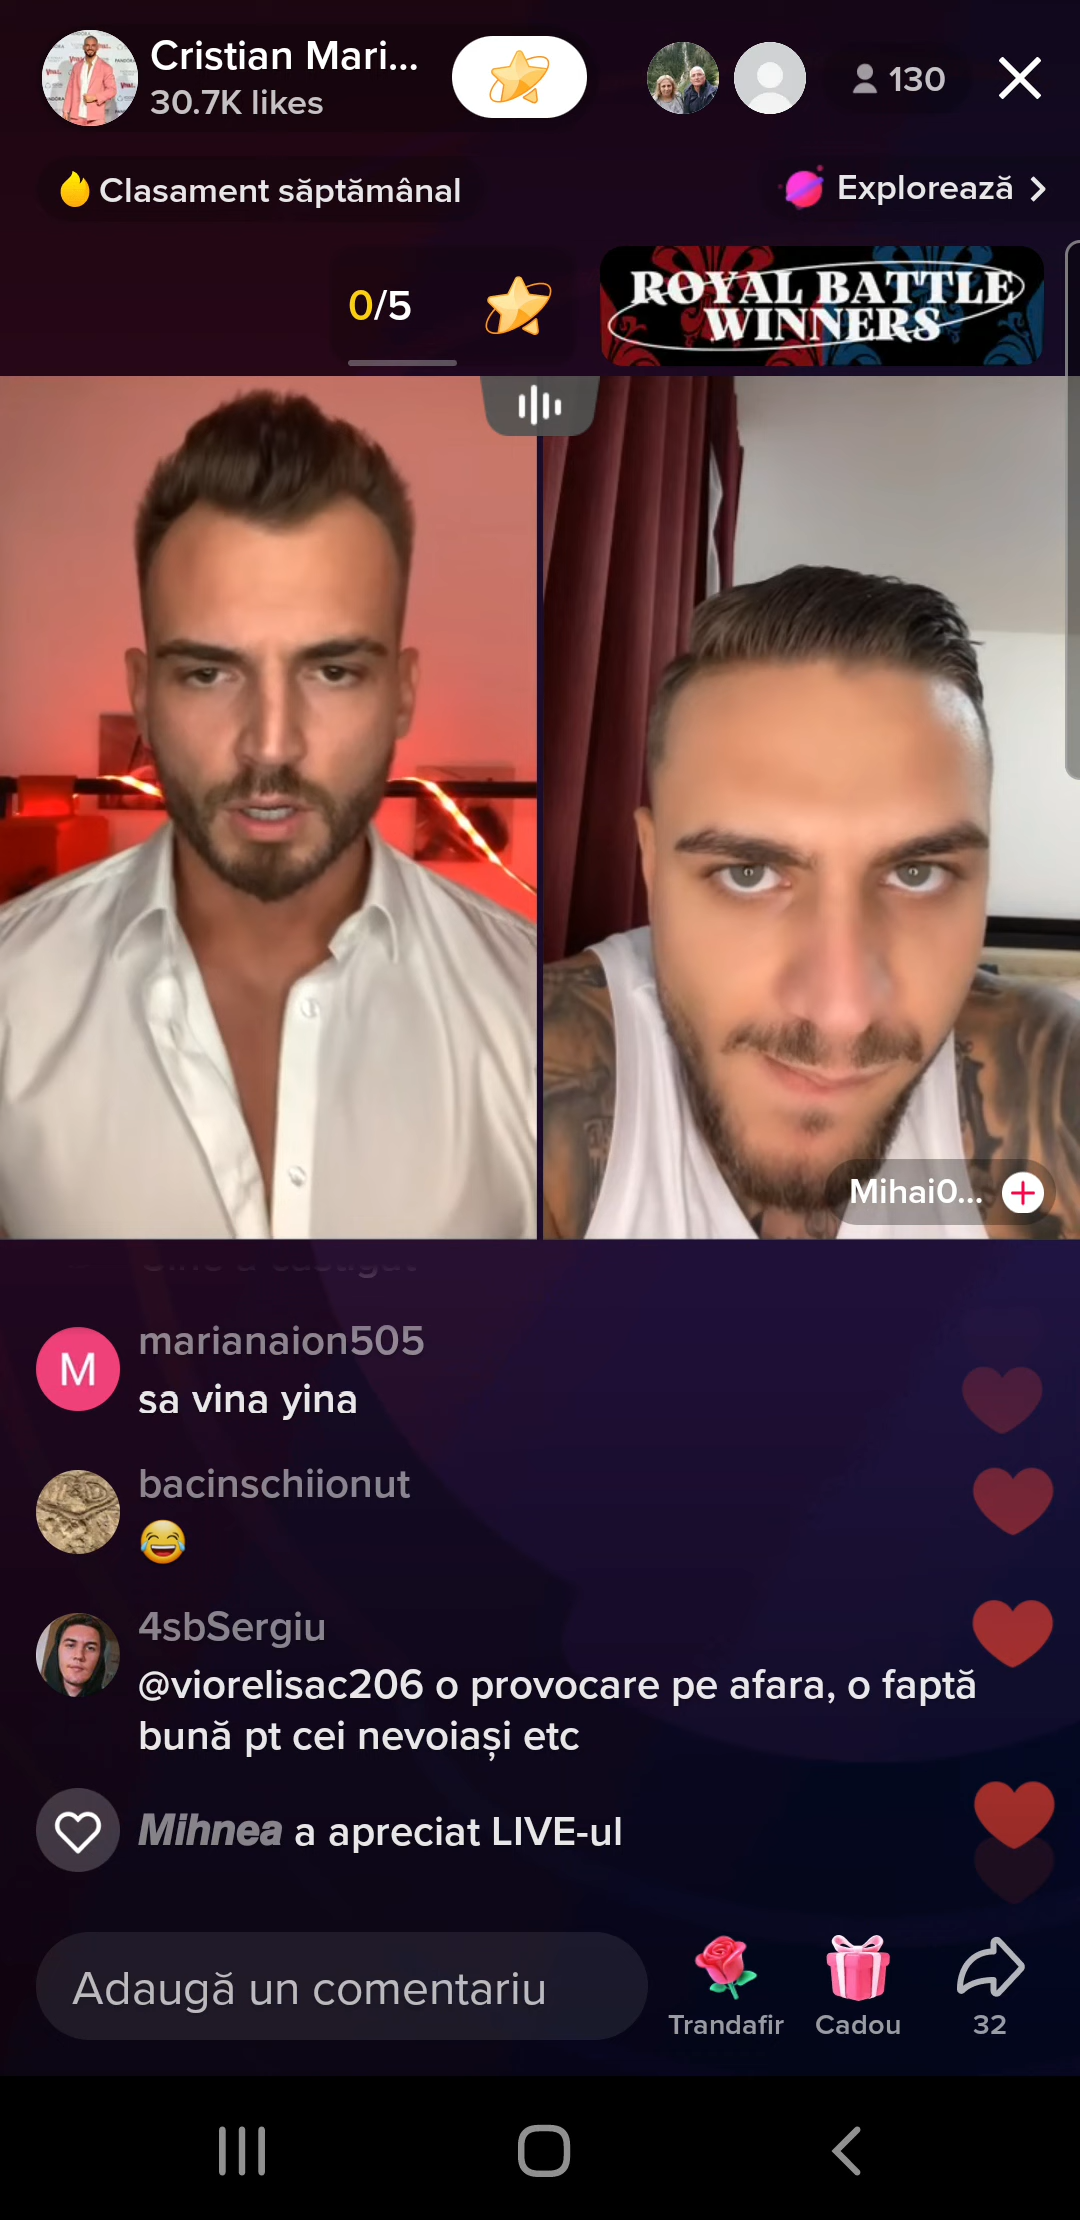 Cristian Mari...
30.7K likes
130
Clasament săptămânal
Explorează
0/5
ROYAL BATTLE
WINNERS
Mihai0...
marianaion505
sa vina yina
bacinschiionut
😂
4sbSergiu
@viorelisac206 o provocare pe afara, o faptă
bună pt cei nevoiași etc
Mihnea a apreciat LIVE-ul
Adaugă un comentariu
Trandafir
Cadou
32